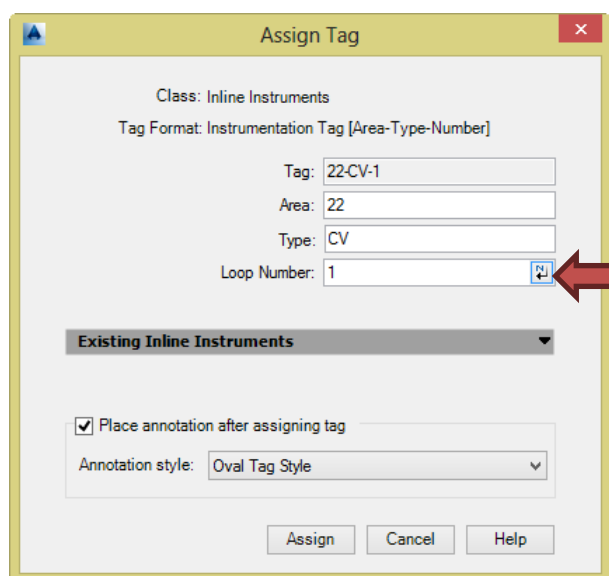 Assign Tag
Class: Inline Instruments
Tag Format: Instrumentation Tag [Area-Type-Number]
Tag: 22-CV-1
Area: 22
Type: CV
Loop Number: 1
Existing Inline Instruments
Place annotation after assigning tag
Annotation style: Oval Tag Style
Assign Cancel Help